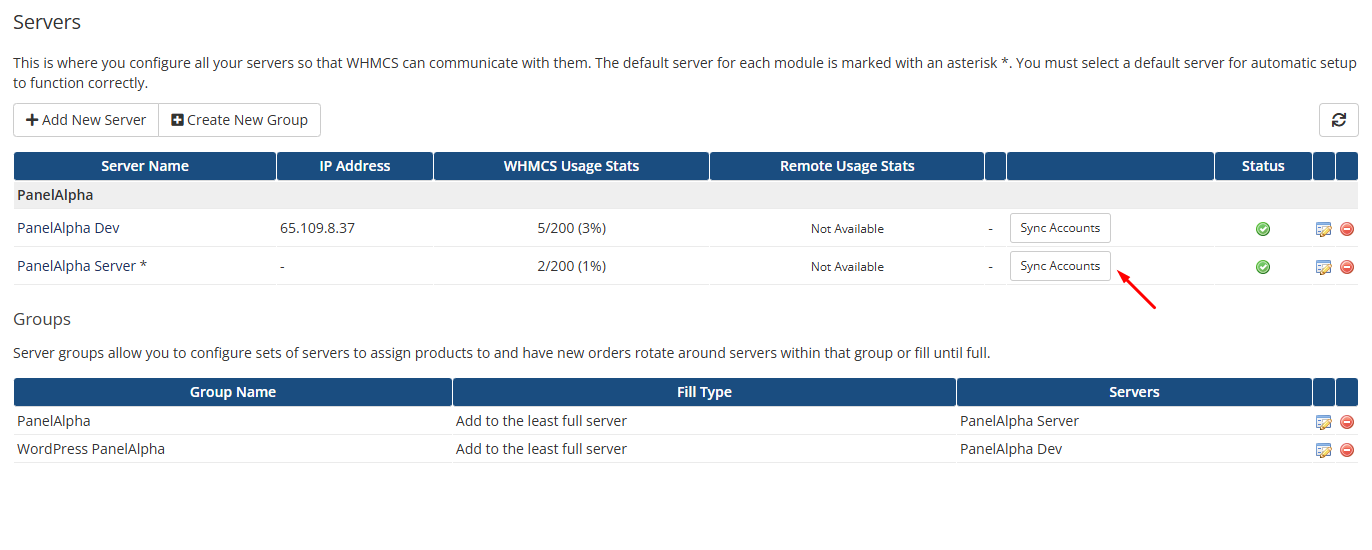 Servers
This is where you configure all your servers so that WHMCS can communicate with them. The default server for each module is marked with an asterisk *. You must select a default server for automatic setup
to function correctly.
Add New Server Create New Group
Server Name IP Address WHMCS Usage Stats Remote Usage Stats Status
PanelAlpha
PanelAlpha Dev 65.109.8.37 5/200 (3%) Not Available - Sync Accounts
PanelAlpha Server * - 2/200 (1%) Not Available - Sync Accounts
Groups
Server groups allow you to configure sets of servers to assign products to and have new orders rotate around servers within that group or fill until full.
Group Name Fill Type Servers
PanelAlpha Add to the least full server PanelAlpha Server
WordPress PanelAlpha Add to the least full server PanelAlpha Dev